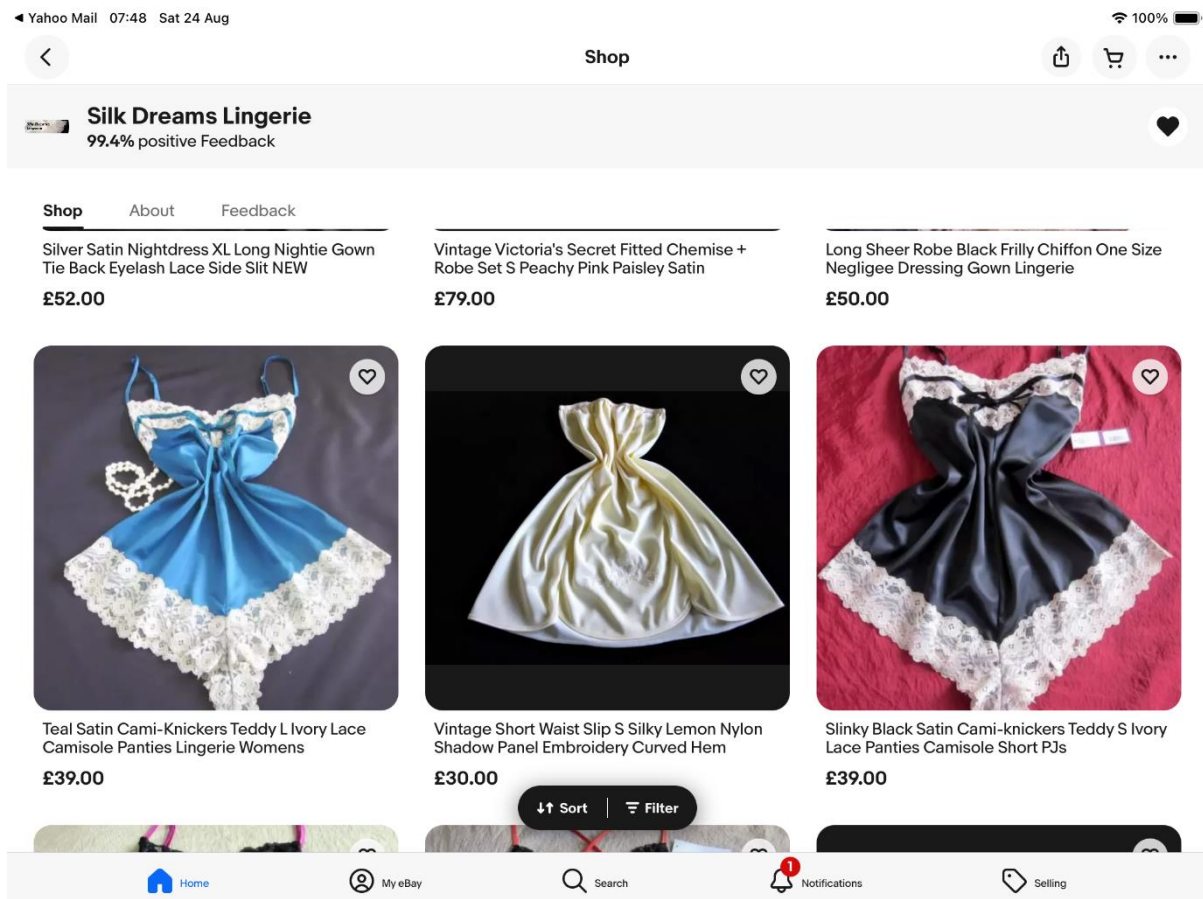 ◀ Yahoo Mail 07:48 Sat 24 Aug
100%
Shop
Silk Dreams Lingerie
99.4% positive Feedback
Shop About Feedback
Silver Satin Nightdress XL Long Nightie Gown
Tie Back Eyelash Lace Side Slit NEW
£52.00
Vintage Victoria's Secret Fitted Chemise +
Robe Set S Peachy Pink Paisley Satin
£79.00
Long Sheer Robe Black Frilly Chiffon One Size
Negligee Dressing Gown Lingerie
£50.00
Teal Satin Cami-Knickers Teddy L Ivory Lace
Camisole Panties Lingerie Womens
£39.00
Vintage Short Waist Slip S Silky Lemon Nylon
Shadow Panel Embroidery Curved Hem
£30.00
Slinky Black Satin Cami-knickers Teddy S Ivory
Lace Panties Camisole Short PJs
£39.00
Sort
Filter
Home
My eBay
Search
1
Notifications
Selling